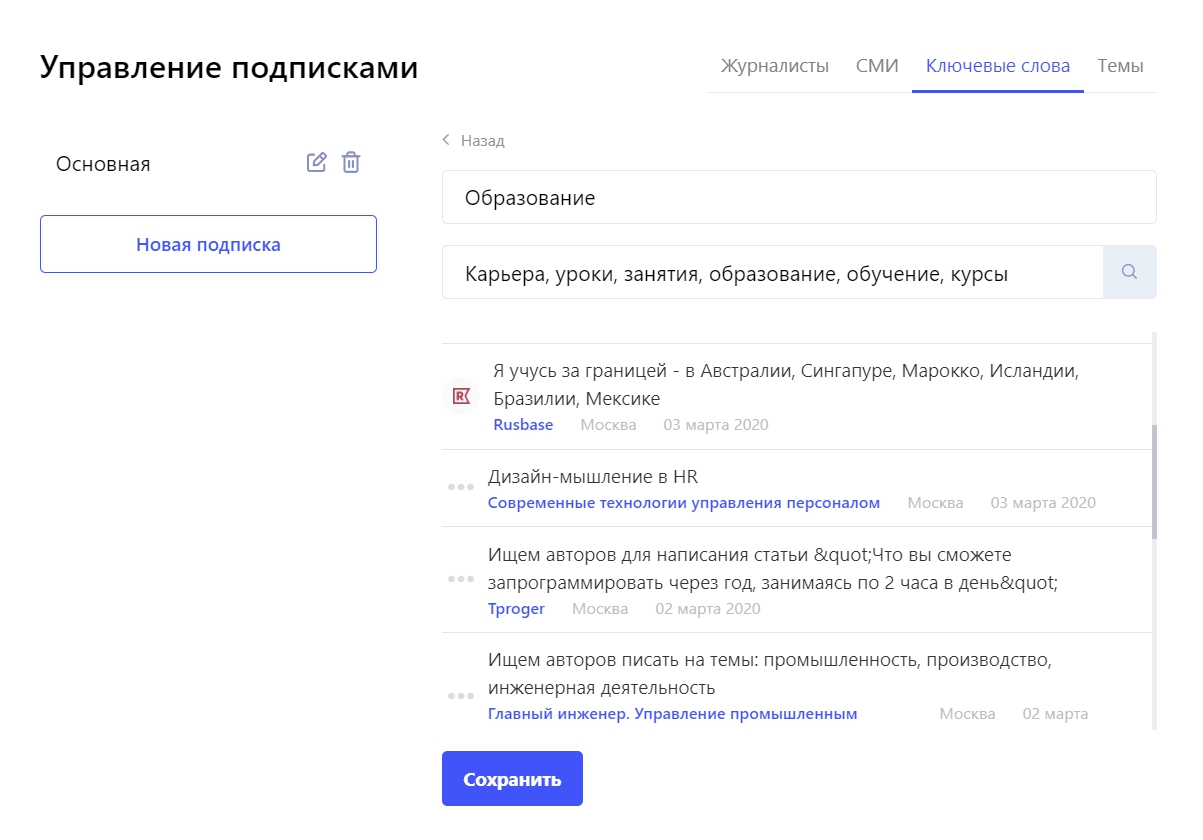 Управление подписками
Журналисты СМИ Ключевые слова Темы
Основная
Новая подписка
Назад
Образование
Карьера, уроки, занятия, образование, обучение, курсы
R
Я учусь за границей - в Австралии, Сингапуре, Марокко, Исландии,
Бразилии, Мексике
Rusbase Москва 03 марта 2020
Дизайн-мышление в HR
Современные технологии управления персоналом Москва 03 марта 2020
Ищем авторов для написания статьи &quot;Что вы сможете
запрограммировать через год, занимаясь по 2 часа в день&quot;
Tproger Москва 02 марта 2020
Ищем авторов писать на темы: промышленность, производство,
инженерная деятельность
Главный инженер. Управление промышленным Москва 02 марта
Сохранить